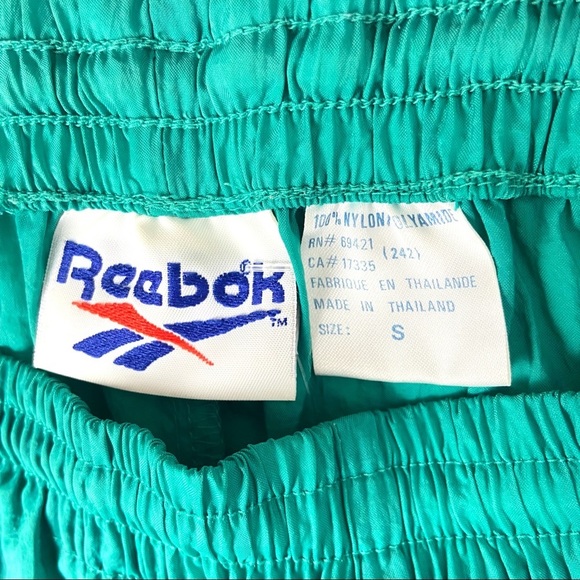 Reebok
TM
100% NYLON/POLYAMIDE
RN# 69421 (242)
CA# 17335
FABRIQUE EN THAILANDE
MADE IN THAILAND
SIZE: S